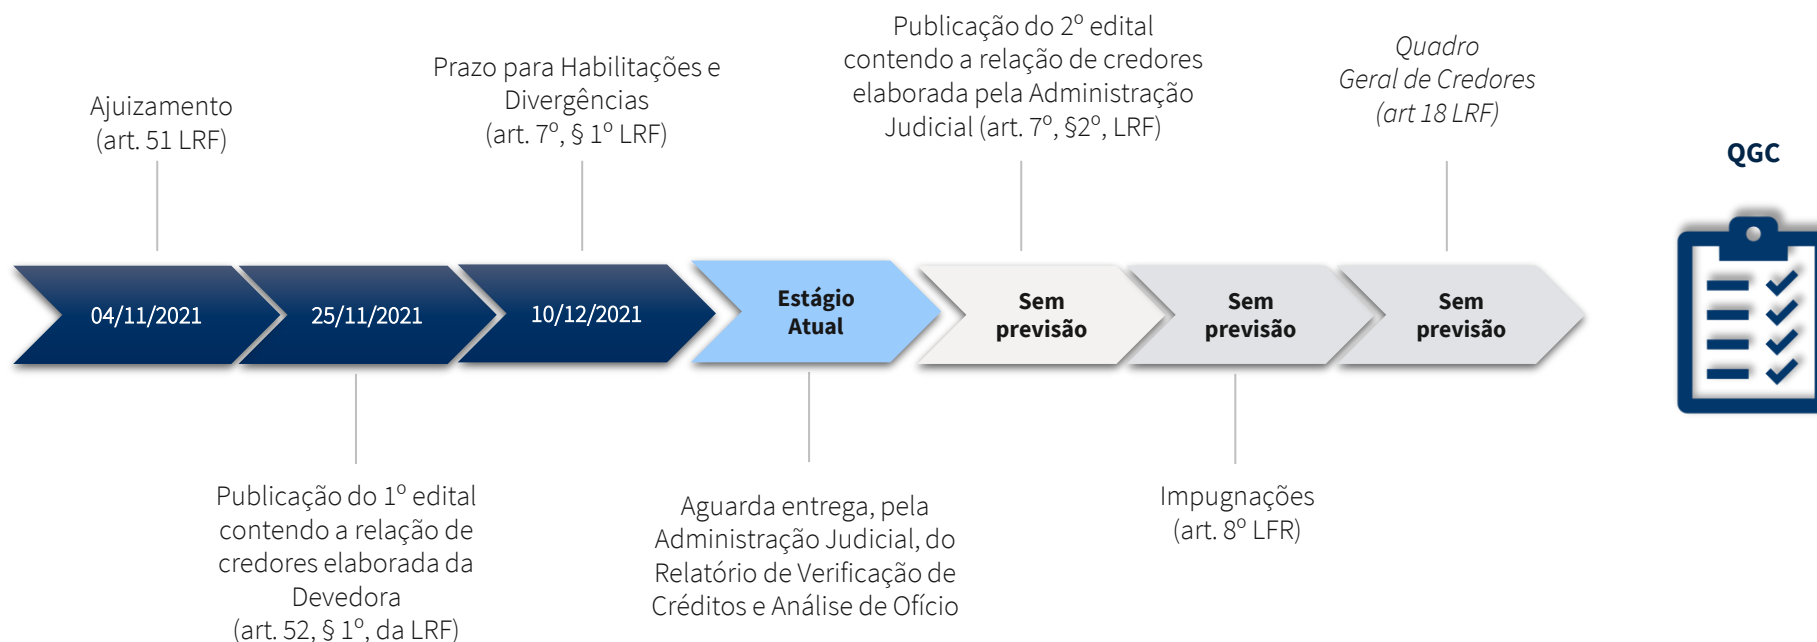 Ajuizamento
(art. 51 LRF)
Prazo para Habilitações e
Divergências
(art. 7º, § 1º LRF)
Publicação do 2º edital
contendo a relação de credores
elaborada pela Administração
Judicial (art. 7º, §2º, LRF)
Quadro
Geral de Credores
(art 18 LRF)
QGC
04/11/2021
25/11/2021
10/12/2021
Estágio
Atual
Sem
previsão
Sem
previsão
Sem
previsão
Publicação do 1º edital
contendo a relação de
credores elaborada da
Devedora
(art. 52, § 1º, da LRF)
Aguarda entrega, pela
Administração Judicial, do
Relatório de Verificação de
Créditos e Análise de Ofício
Impugnações
(art. 8º LFR)